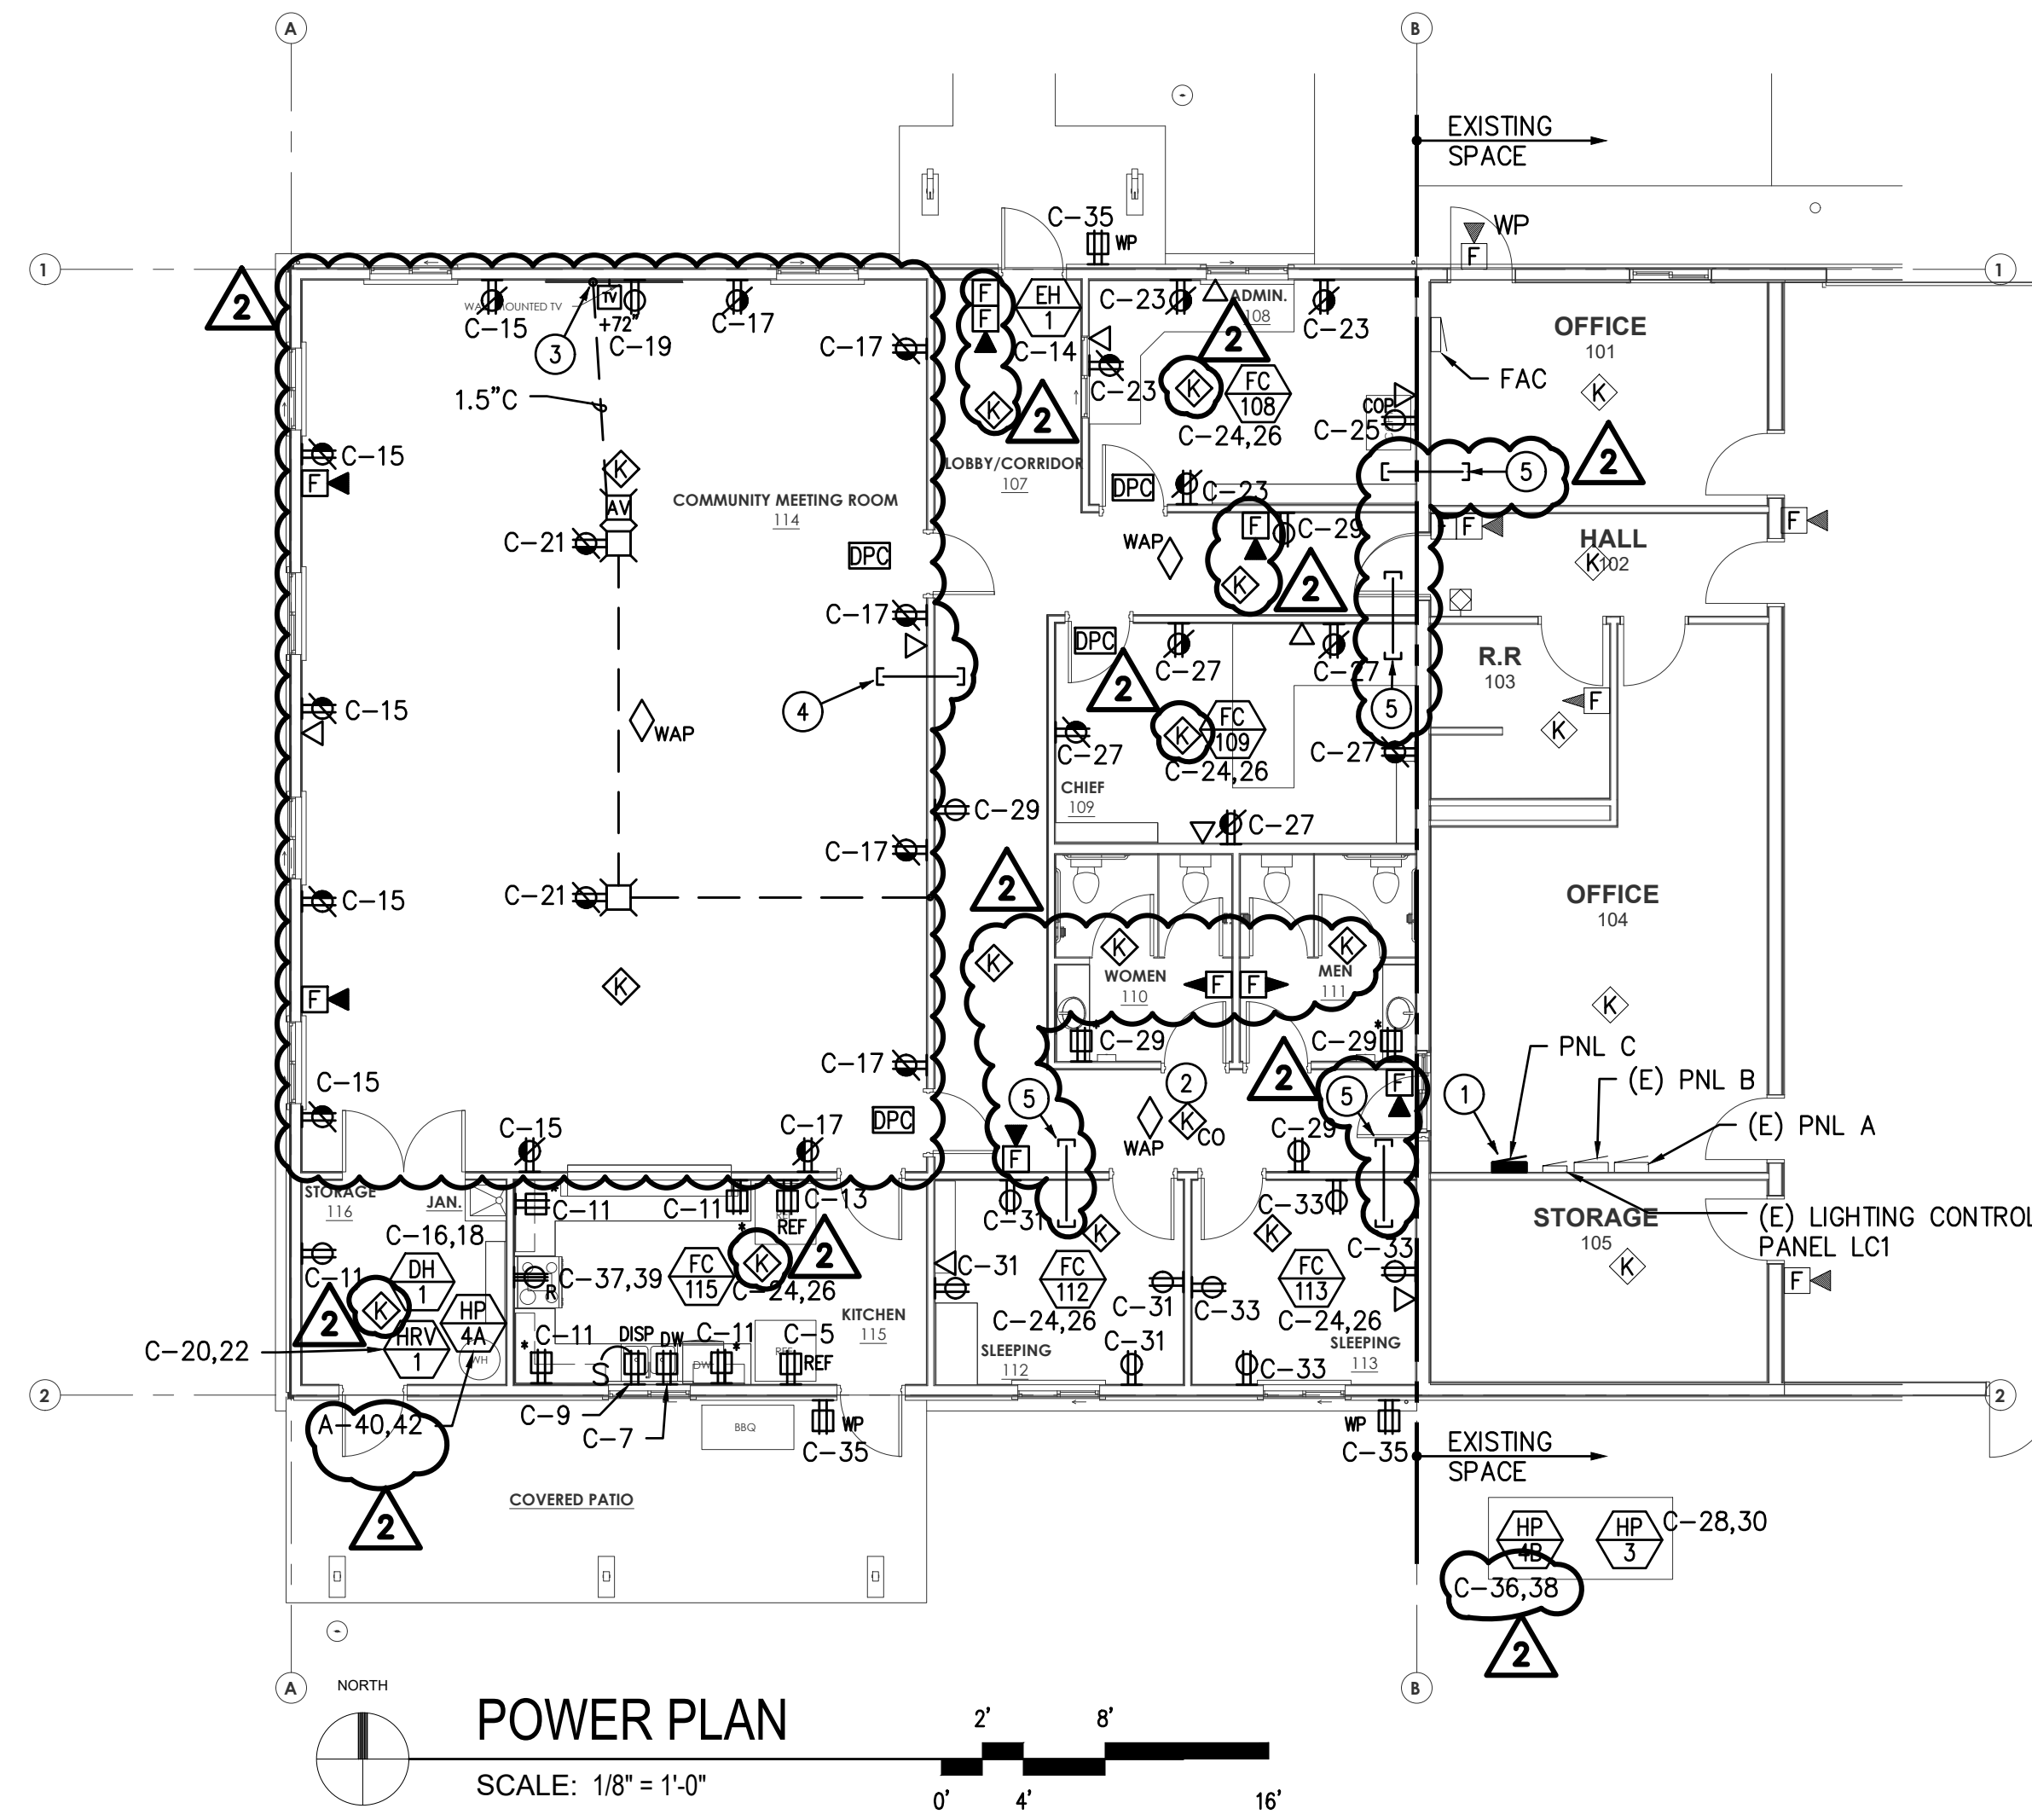 A
B
EXISTING
SPACE
C-35
WP
WP
F
1
1
2
WALL MOUNTED TV
TV
+72"
C-15
C-19
C-17
3
C-17
F
F
EH
1
C-14
C-23
ADMIN.
108
C-23
2
OFFICE
101
FAC
K
1.5"C
C-23
K
FC
108
C-24,26
COP
C-25
K
2
C-15
F
K
LOBBY/CORRIDOR
107
DPC
C-23
5
2
COMMUNITY MEETING ROOM
114
AV
C-21
DPC
WAP
F
C-29
K
2
F
F
HALL
102
K
C-17
DPC
C-27
C-27
R.R
103
F
K
2
4
C-15
WAP
K
FC
109
C-24,26
C-27
5
C-27
CHIEF
109
C-29
C-27
C-17
C-21
C-15
2
OFFICE
104
K
K
K
K
WOMEN
110
F
F
MEN
111
K
F
*
C-29
*
C-29
PNL C
(E) PNL B
(E) PNL A
1
C-17
C-15
5
2
2
5
F
DPC
C-15
C-17
F
WAP
K
CO
C-29
STORAGE
116
JAN.
*
C-11
C-11
*
C-13
REF
C-31
C-33
STORAGE
105
(E) LIGHTING CONTROL
PANEL LC1
K
F
C-16,18
DH
1
C-11
K
2
HP
4A
HRV
1
WH
C-20,22
R
C-37,39
FC
115
K
2
C-24,26
KITCHEN
115
K
C-31
FC
112
C-24,26
C-31
C-31
SLEEPING
112
K
C-33
C-33
FC
113
C-24,26
C-33
SLEEPING
113
*
C-11
DISP
DW
C-11
*
C-5
REF
REF
DW
S
2
2
C-9
C-7
BBQ
WP
C-35
WP
C-35
A-40,42
2
COVERED PATIO
EXISTING
SPACE
HP
4B
HP
3
C-28,30
C-36,38
2
A
B
NORTH
POWER PLAN
SCALE: 1/8" = 1'-0"
2'
8'
0'
4'
16'